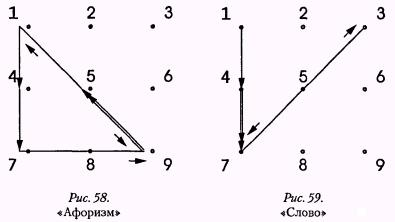 1 2 3 1 2 3
4 5 6 4 5 6
7 8 9 7 8 9
Рис. 58. Рис. 59.
«Афоризм» «Слово»